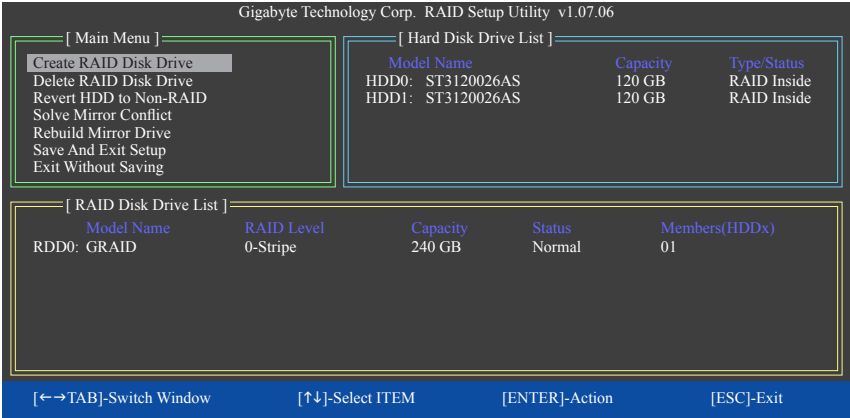 Gigabyte Technology Corp. RAID Setup Utility v1.07.06
[ Main Menu ]
Create RAID Disk Drive
Delete RAID Disk Drive
Revert HDD to Non-RAID
Solve Mirror Conflict
Rebuild Mirror Drive
Save And Exit Setup
Exit Without Saving
[ Hard Disk Drive List ]
Model Name Capacity Type/Status
HDD0: ST3120026AS 120 GB RAID Inside
HDD1: ST3120026AS 120 GB RAID Inside
[ RAID Disk Drive List ]
Model Name RAID Level Capacity Status Members(HDDx)
RDD0: GRAID 0-Stripe 240 GB Normal 01
[←→TAB]-Switch Window [↑↓]-Select ITEM [ENTER]-Action [ESC]-Exit